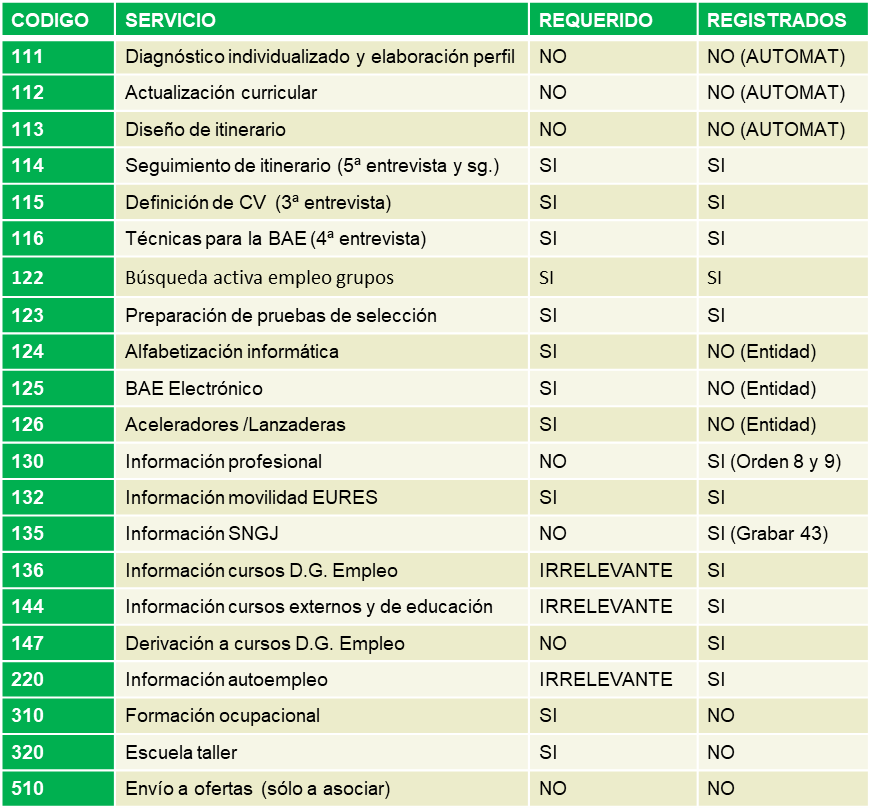 CODIGO SERVICIO REQUERIDO REGISTRADOS
111 Diagnóstico individualizado y elaboración perfil NO NO (AUTOMAT)
112 Actualización curricular NO NO (AUTOMAT)
113 Diseño de itinerario NO NO (AUTOMAT)
114 Seguimiento de itinerario (5ª entrevista y sg.) SI SI
115 Definición de CV (3ª entrevista) SI SI
116 Técnicas para la BAE (4ª entrevista) SI SI
122 Búsqueda activa empleo grupos SI SI
123 Preparación de pruebas de selección SI SI
124 Alfabetización informática SI NO (Entidad)
125 BAE Electrónico SI NO (Entidad)
126 Aceleradores /Lanzaderas SI NO (Entidad)
130 Información profesional NO SI (Orden 8 y 9)
132 Información movilidad EURES SI SI
135 Información SNGJ NO SI (Grabar 43)
136 Información cursos D.G. Empleo IRRELEVANTE SI
144 Información cursos externos y de educación IRRELEVANTE SI
147 Derivación a cursos D.G. Empleo NO SI
220 Información autoempleo IRRELEVANTE SI
310 Formación ocupacional SI NO
320 Escuela taller SI NO
510 Envío a ofertas (sólo a asociar) NO NO